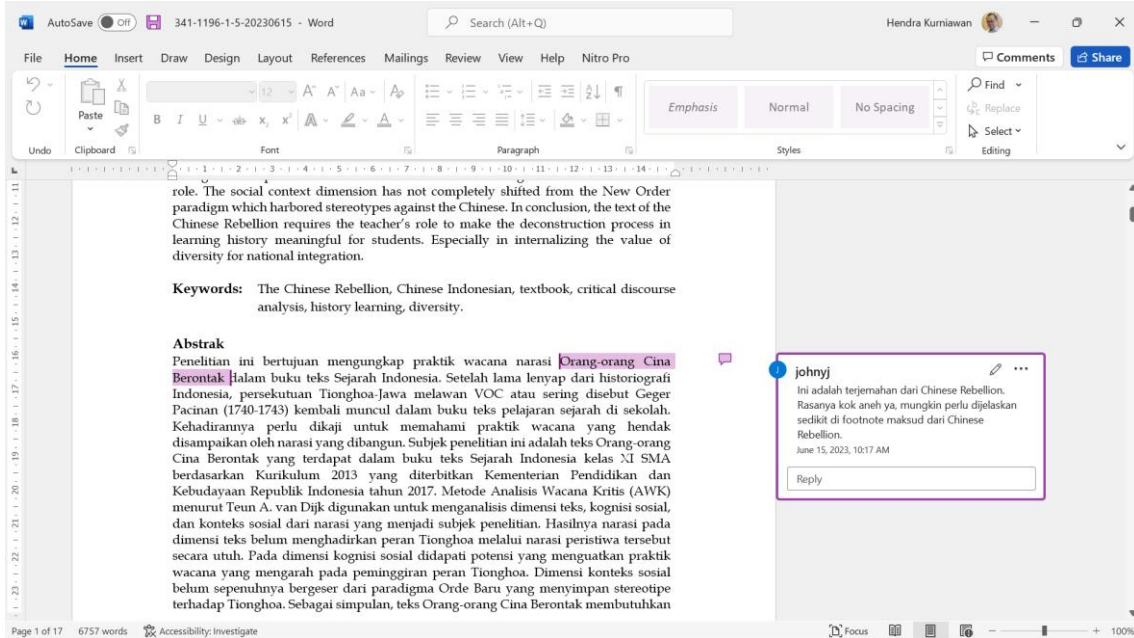 AutoSave Off 341-1196-1-5-20230615 - Word Search (Alt+Q) Hendra Kurniawan
File Home Insert Draw Design Layout References Mailings Review View Help Nitro Pro Comments Share
Paste
12 A A Aa A
B I U ab x, x² A A
Emphasis Normal No Spacing
Find
Replace
Select
Undo Clipboard Font Paragraph Styles Editing
role. The social context dimension has not completely shifted from the New Order
paradigm which harbored stereotypes against the Chinese. In conclusion, the text of the
Chinese Rebellion requires the teacher's role to make the deconstruction process in
learning history meaningful for students. Especially in internalizing the value of
diversity for national integration.
Keywords: The Chinese Rebellion, Chinese Indonesian, textbook, critical discourse
analysis, history learning, diversity.
Abstrak
Penelitian ini bertujuan mengungkap praktik wacana narasi Orang-orang Cina
Berontak dalam buku teks Sejarah Indonesia. Setelah lama lenyap dari historiografi
Indonesia, persekutuan Tionghoa-Jawa melawan VOC atau sering disebut Geger
Pacinan (1740-1743) kembali muncul dalam buku teks pelajaran sejarah di sekolah.
Kehadirannya perlu dikaji untuk memahami praktik wacana yang hendak
disampaikan oleh narasi yang dibangun. Subjek penelitian ini adalah teks Orang-orang
Cina Berontak yang terdapat dalam buku teks Sejarah Indonesia kelas XI SMA
berdasarkan Kurikulum 2013 yang diterbitkan Kementerian Pendidikan dan
Kebudayaan Republik Indonesia tahun 2017. Metode Analisis Wacana Kritis (AWK)
menurut Teun A. van Dijk digunakan untuk menganalisis dimensi teks, kognisi sosial,
dan konteks sosial dari narasi yang menjadi subjek penelitian. Hasilnya narasi pada
dimensi teks belum menghadirkan peran Tionghoa melalui narasi peristiwa tersebut
secara utuh. Pada dimensi kognisi sosial didapati potensi yang menguatkan praktik
wacana yang mengarah pada peminggiran peran Tionghoa. Dimensi konteks sosial
belum sepenuhnya bergeser dari paradigma Orde Baru yang menyimpan stereotipe
terhadap Tionghoa. Sebagai simpulan, teks Orang-orang Cina Berontak membutuhkan
J johnyj
Ini adalah terjemahan dari Chinese Rebellion.
Rasanya kok aneh ya, mungkin perlu dijelaskan
sedikit di footnote maksud dari Chinese
Rebellion.
June 15, 2023, 10:17 AM
Reply
Page 1 of 17 6757 words Accessibility: Investigate Focus 100%